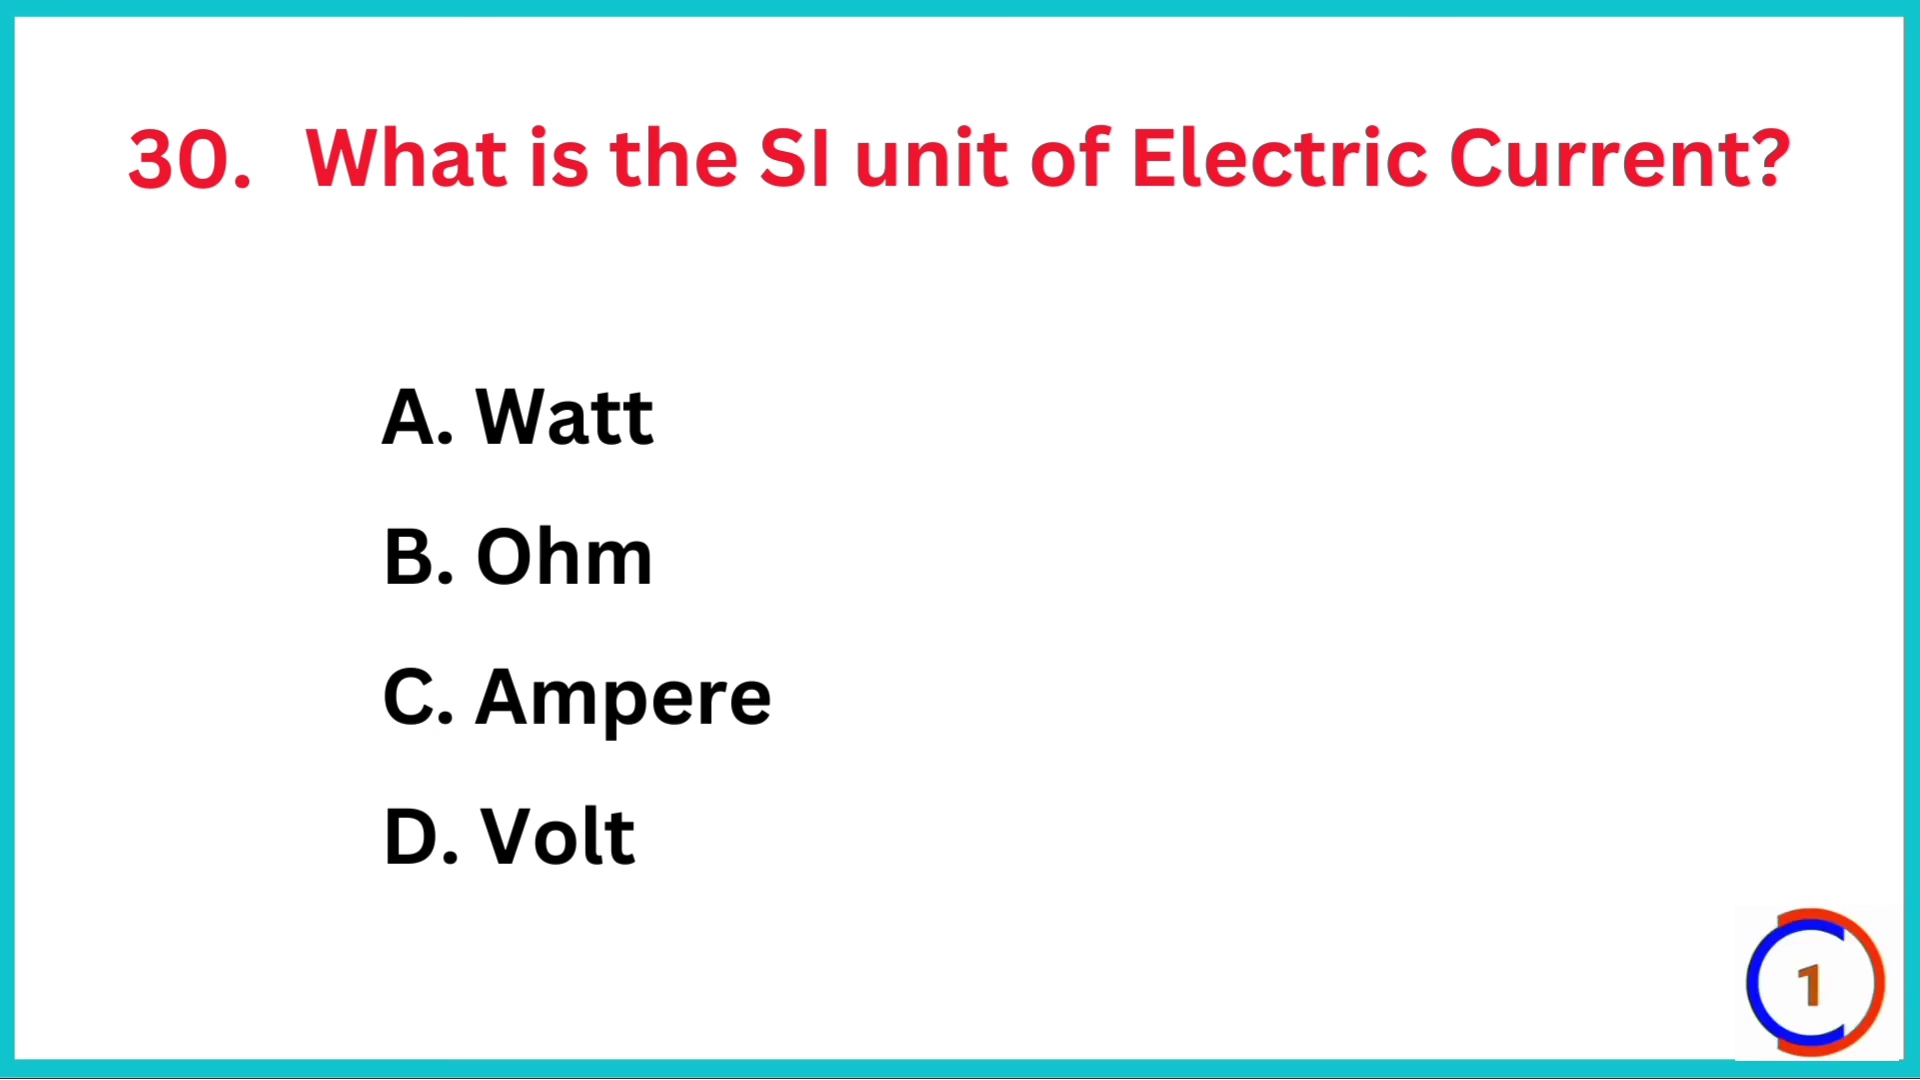 30. What is the SI unit of Electric Current?
A. Watt
B. Ohm
C. Ampere
D. Volt
1